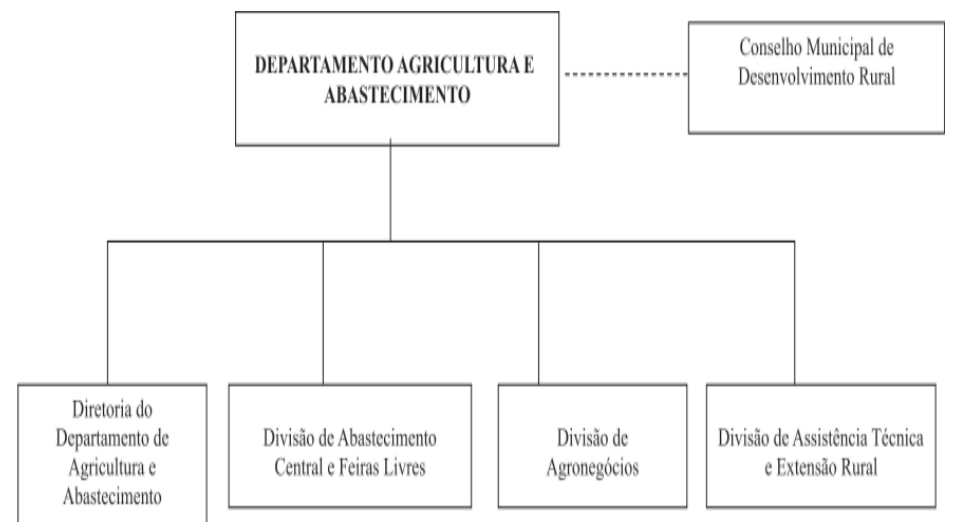 DEPARTAMENTO AGRICULTURA E
ABASTECIMENTO
Conselho Municipal de
Desenvolvimento Rural
Diretoria do
Departamento de
Agricultura e
Abastecimento
Divisão de Abastecimento
Central e Feiras Livres
Divisão de
Agronegócios
Divisão de Assistência Técnica
e Extensão Rural